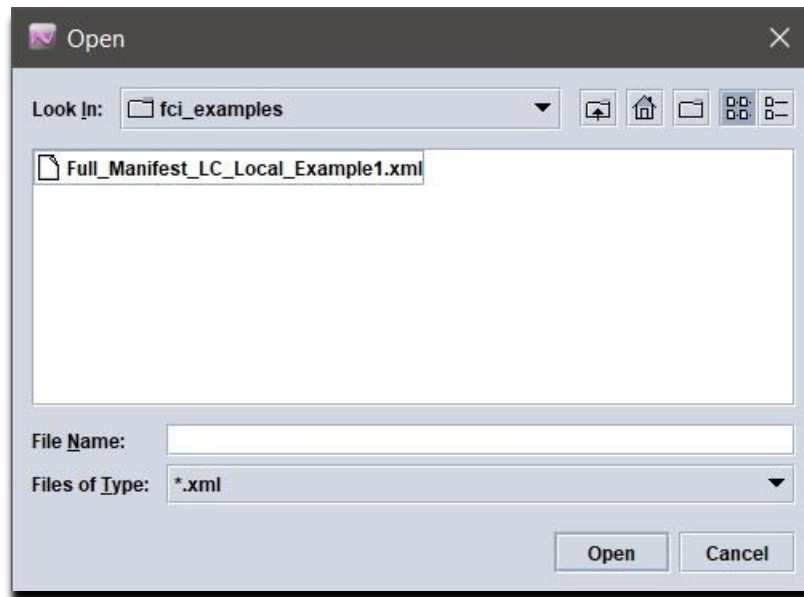 Open
Look In: fci_examples
Full_Manifest_LC_Local_Example1.xml
File Name:
Files of Type: *.xml
Open Cancel